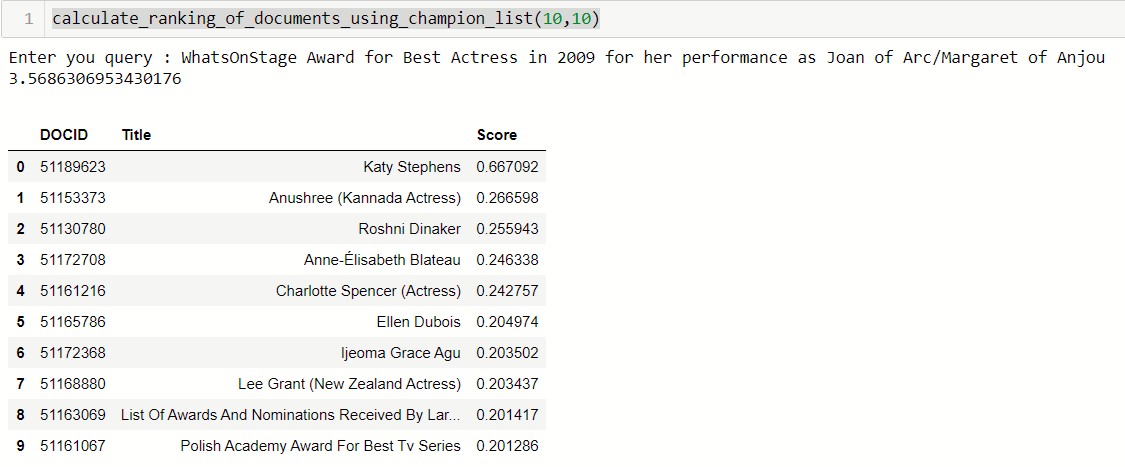 1 calculate_ranking_of_documents_using_champion_list(10,10)
Enter you query : WhatsOnStage Award for Best Actress in 2009 for her performance as Joan of Arc/Margaret of Anjou
3.5686306953430176
DOCID Title Score
0 51189623 Katy Stephens 0.667092
1 51153373 Anushree (Kannada Actress) 0.266598
2 51130780 Roshni Dinaker 0.255943
3 51172708 Anne-Élisabeth Blateau 0.246338
4 51161216 Charlotte Spencer (Actress) 0.242757
5 51165786 Ellen Dubois 0.204974
6 51172368 Ijeoma Grace Agu 0.203502
7 51168880 Lee Grant (New Zealand Actress) 0.203437
8 51163069 List Of Awards And Nominations Received By Lar... 0.201417
9 51161067 Polish Academy Award For Best Tv Series 0.201286